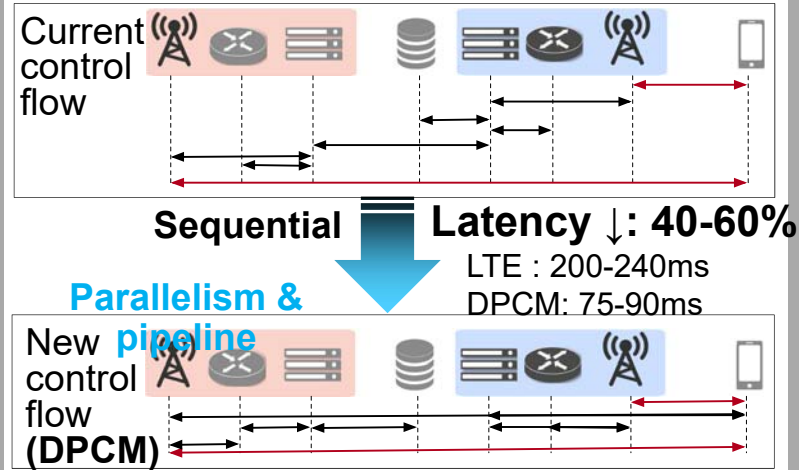 Current
control
flow
Sequential
Latency ↓: 40-60%
LTE : 200-240ms
DPCM: 75-90ms
Parallelism &
pipeline
New
control
flow
(DPCM)